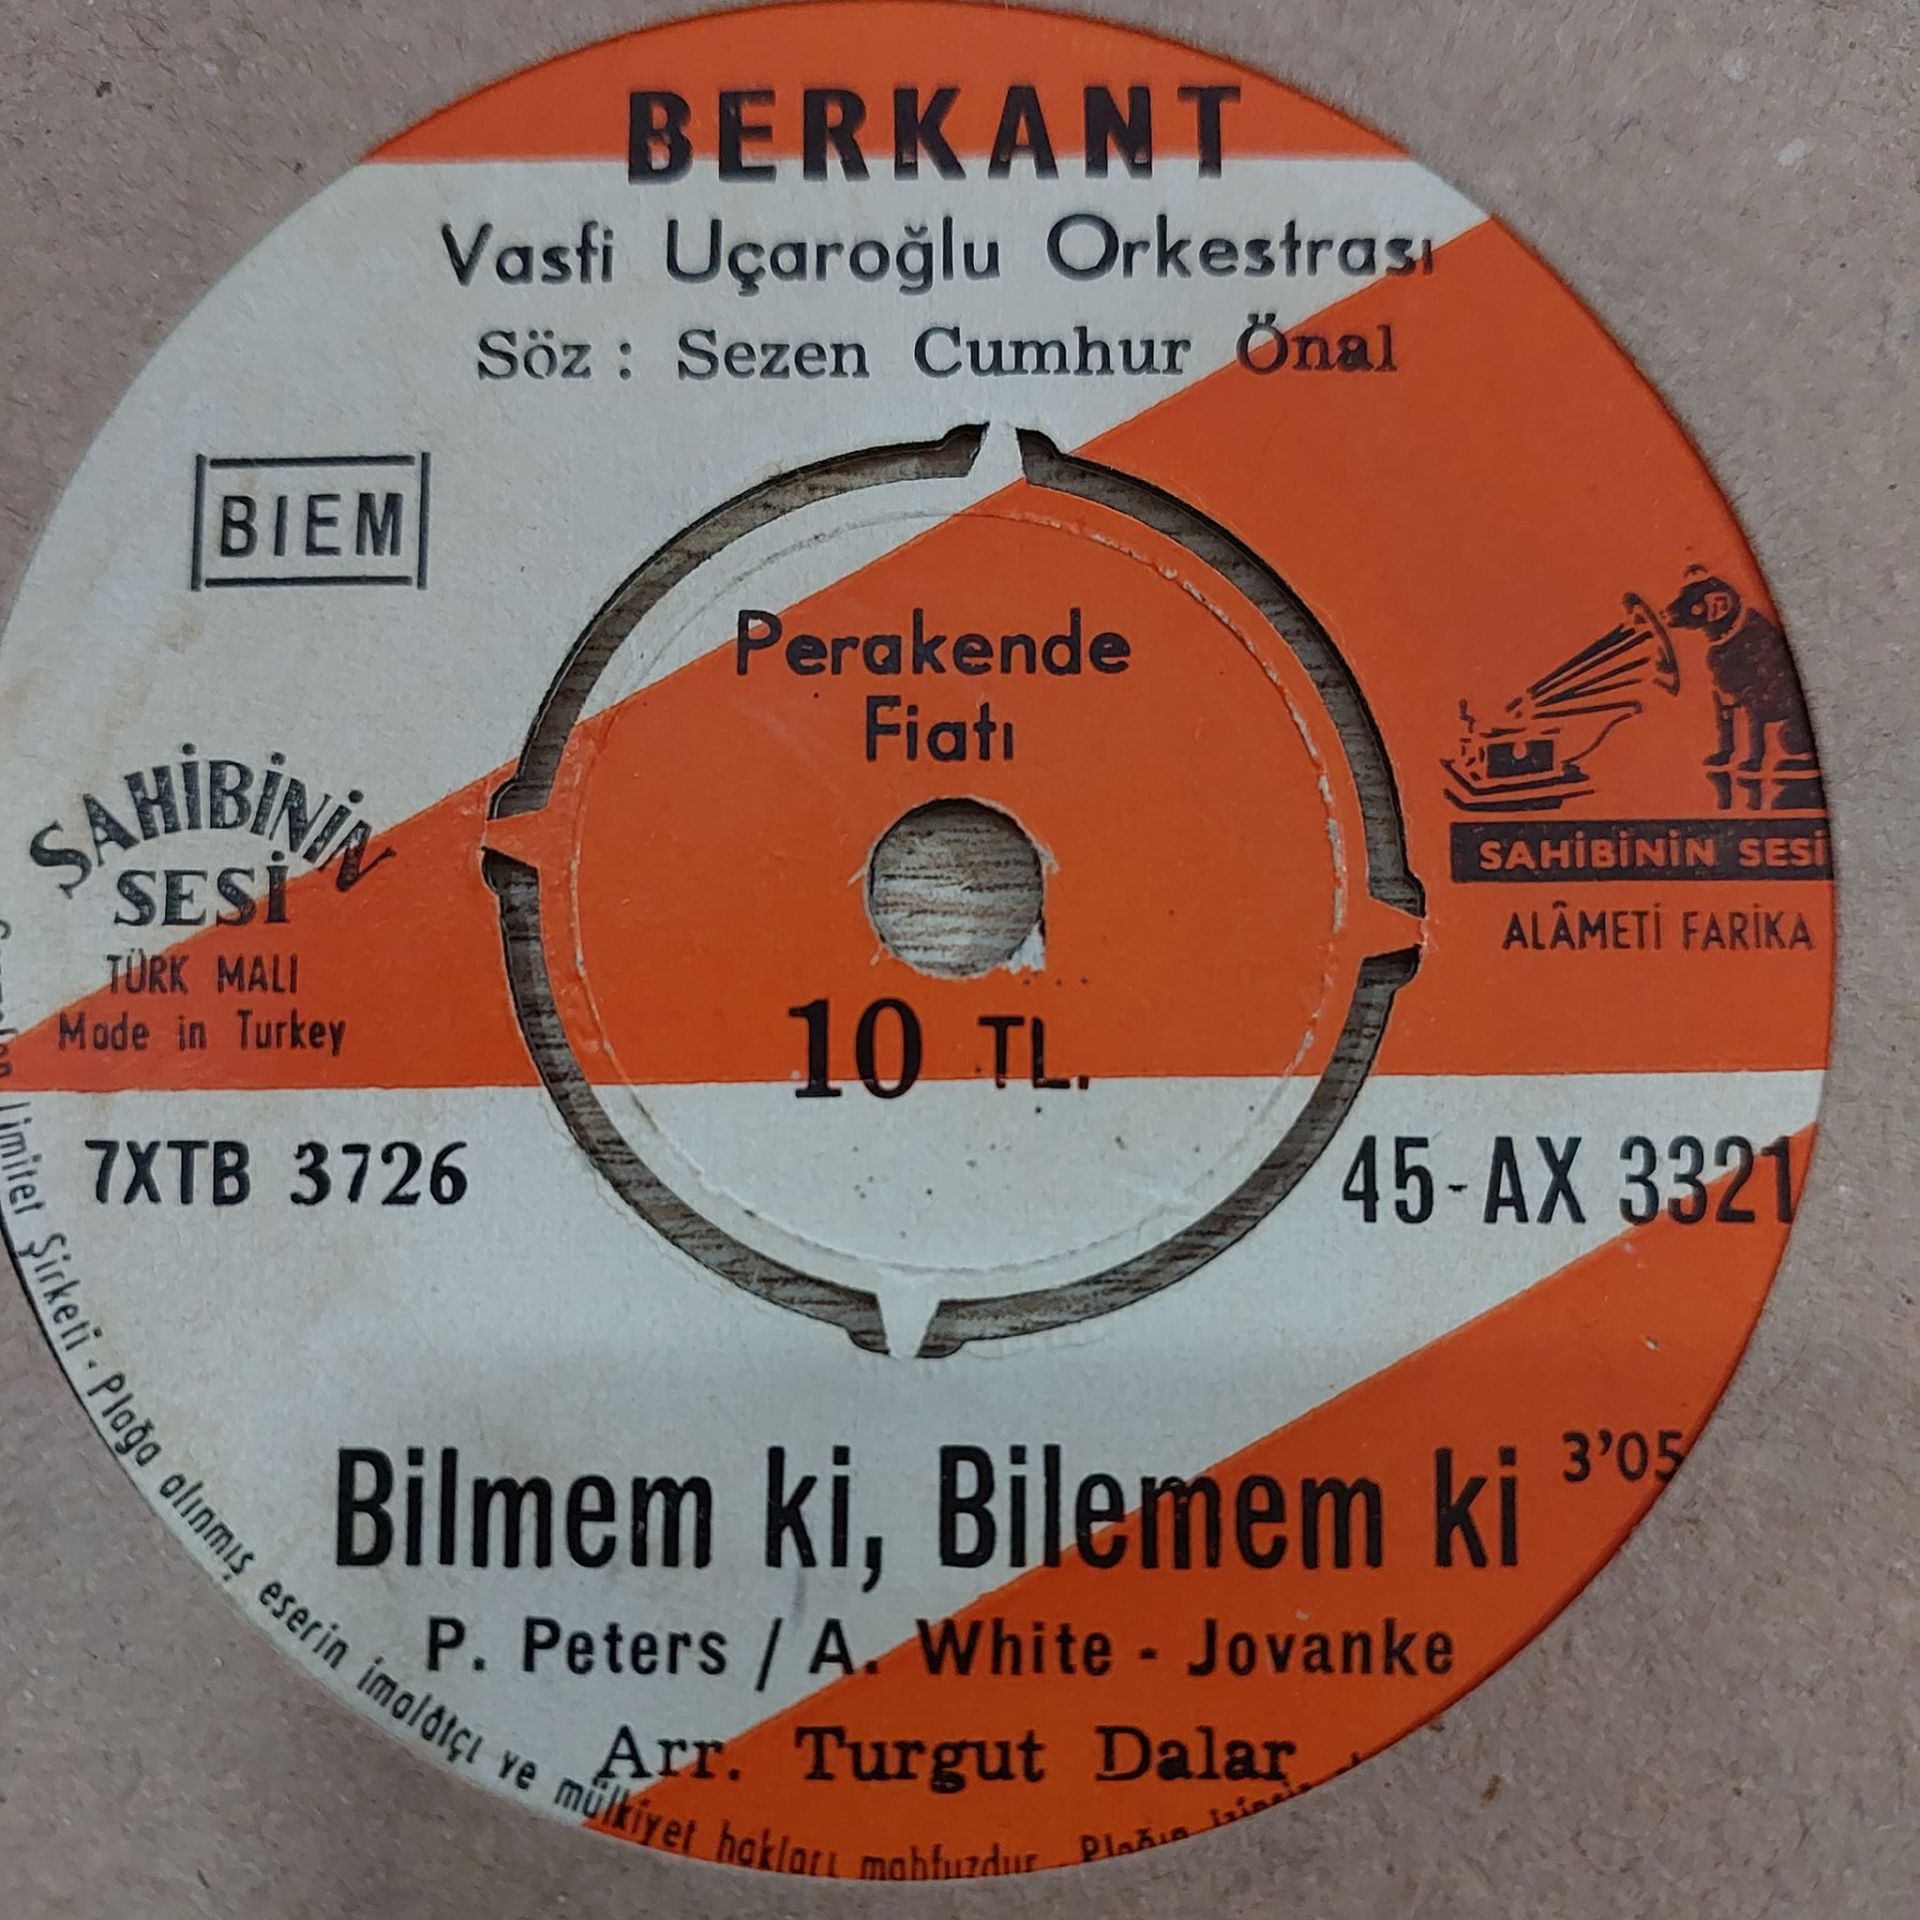 BERKANT
Vasfi Uçaroğlu Orkestrası
Söz : Sezen Cumhur Önal
BIEM
Perakende
Fiatı
10 TL.
SAHİBİNİN
SESİ
TÜRK MALI
Made in Turkey
SAHİBİNİN SESİ
ALÂMETİ FARİKA
7XTB 3726
45-AX 3321
Bilmem ki, Bilemem ki 3'05
P. Peters / A. White - Jovanke
Arr. Turgut Dalar
Limitet Şirketi · Plağa alınmış eserin imalâtçı ve mülkiyet hakları mahfuzdur. Plağın